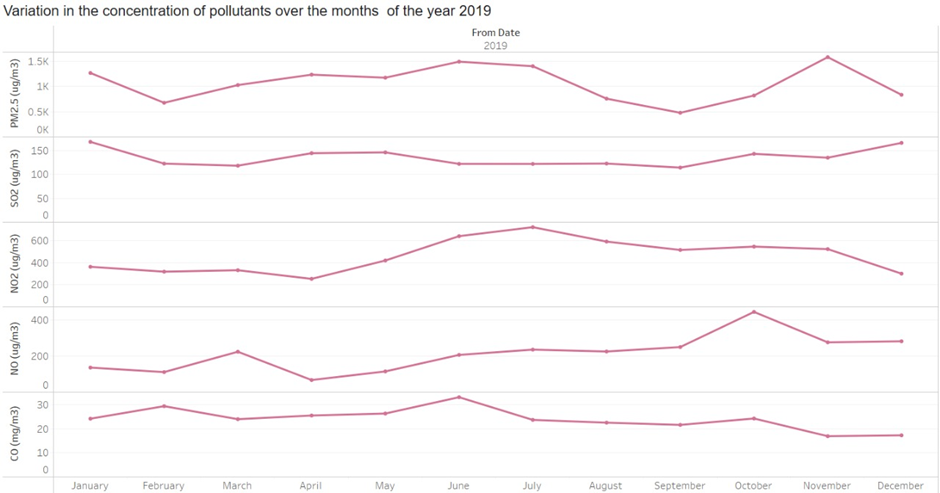 Variation in the concentration of pollutants over the months of the year 2019
From Date
2019
PM2.5 (ug/m3)
1.5K
1K
0.5K
0K
SO2 (ug/m3)
150
100
50
0
NO2 (ug/m3)
600
400
200
0
NO (ug/m3)
400
200
0
CO (mg/m3)
30
20
10
0
January February March April May June July August September October November December